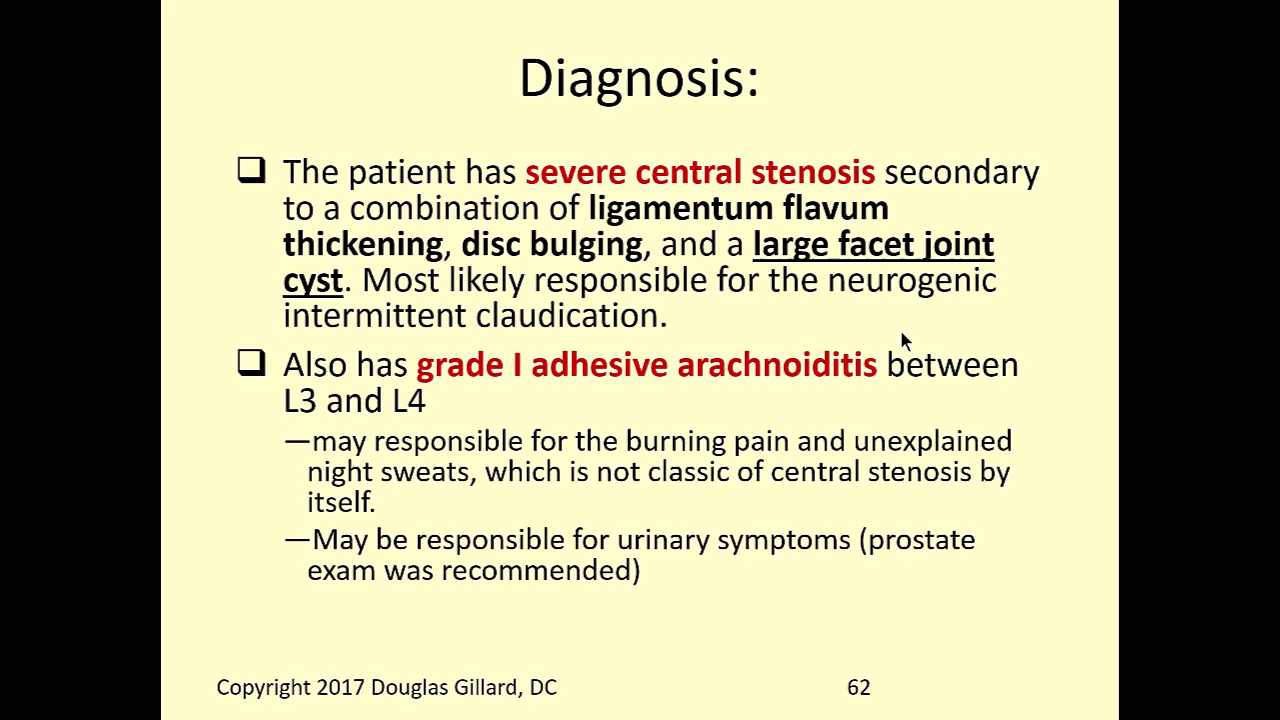 Diagnosis:
The patient has severe central stenosis secondary
to a combination of ligamentum flavum
thickening, disc bulging, and a large facet joint
cyst. Most likely responsible for the neurogenic
intermittent claudication.
Also has grade I adhesive arachnoiditis between
L3 and L4
—may responsible for the burning pain and unexplained
night sweats, which is not classic of central stenosis by
itself.
—May be responsible for urinary symptoms (prostate
exam was recommended)
Copyright 2017 Douglas Gillard, DC 62